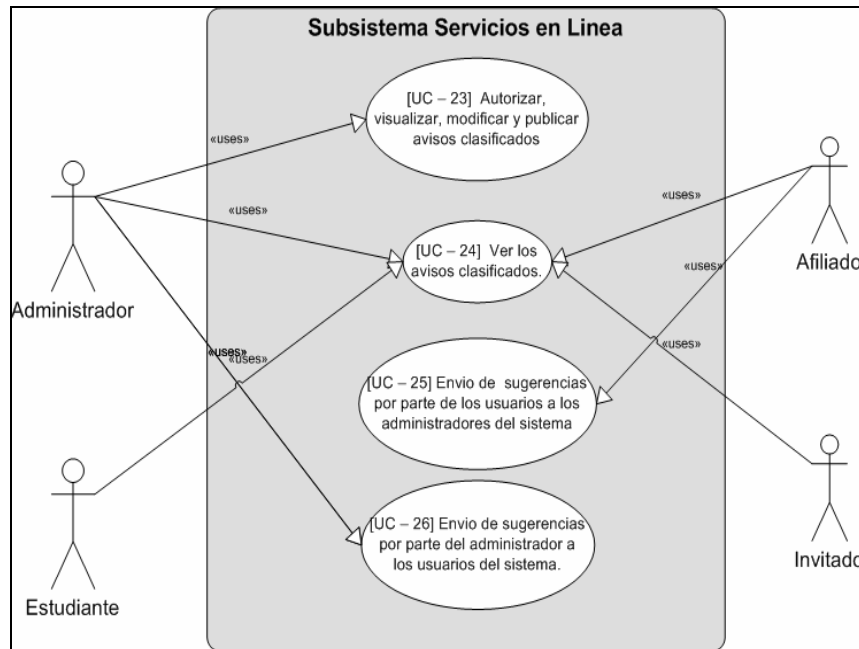 Subsistema Servicios en Linea
[UC – 23] Autorizar,
visualizar, modificar y publicar
avisos clasificados
«uses»
«uses»
«uses»
[UC – 24] Ver los
avisos clasificados.
«uses»
Administrador
Afiliado
«uses»
«uses»
«uses»
[UC – 25] Envio de sugerencias
por parte de los usuarios a los
administradores del sistema
[UC – 26] Envio de sugerencias
por parte del administrador a
los usuarios del sistema.
Estudiante
Invitado